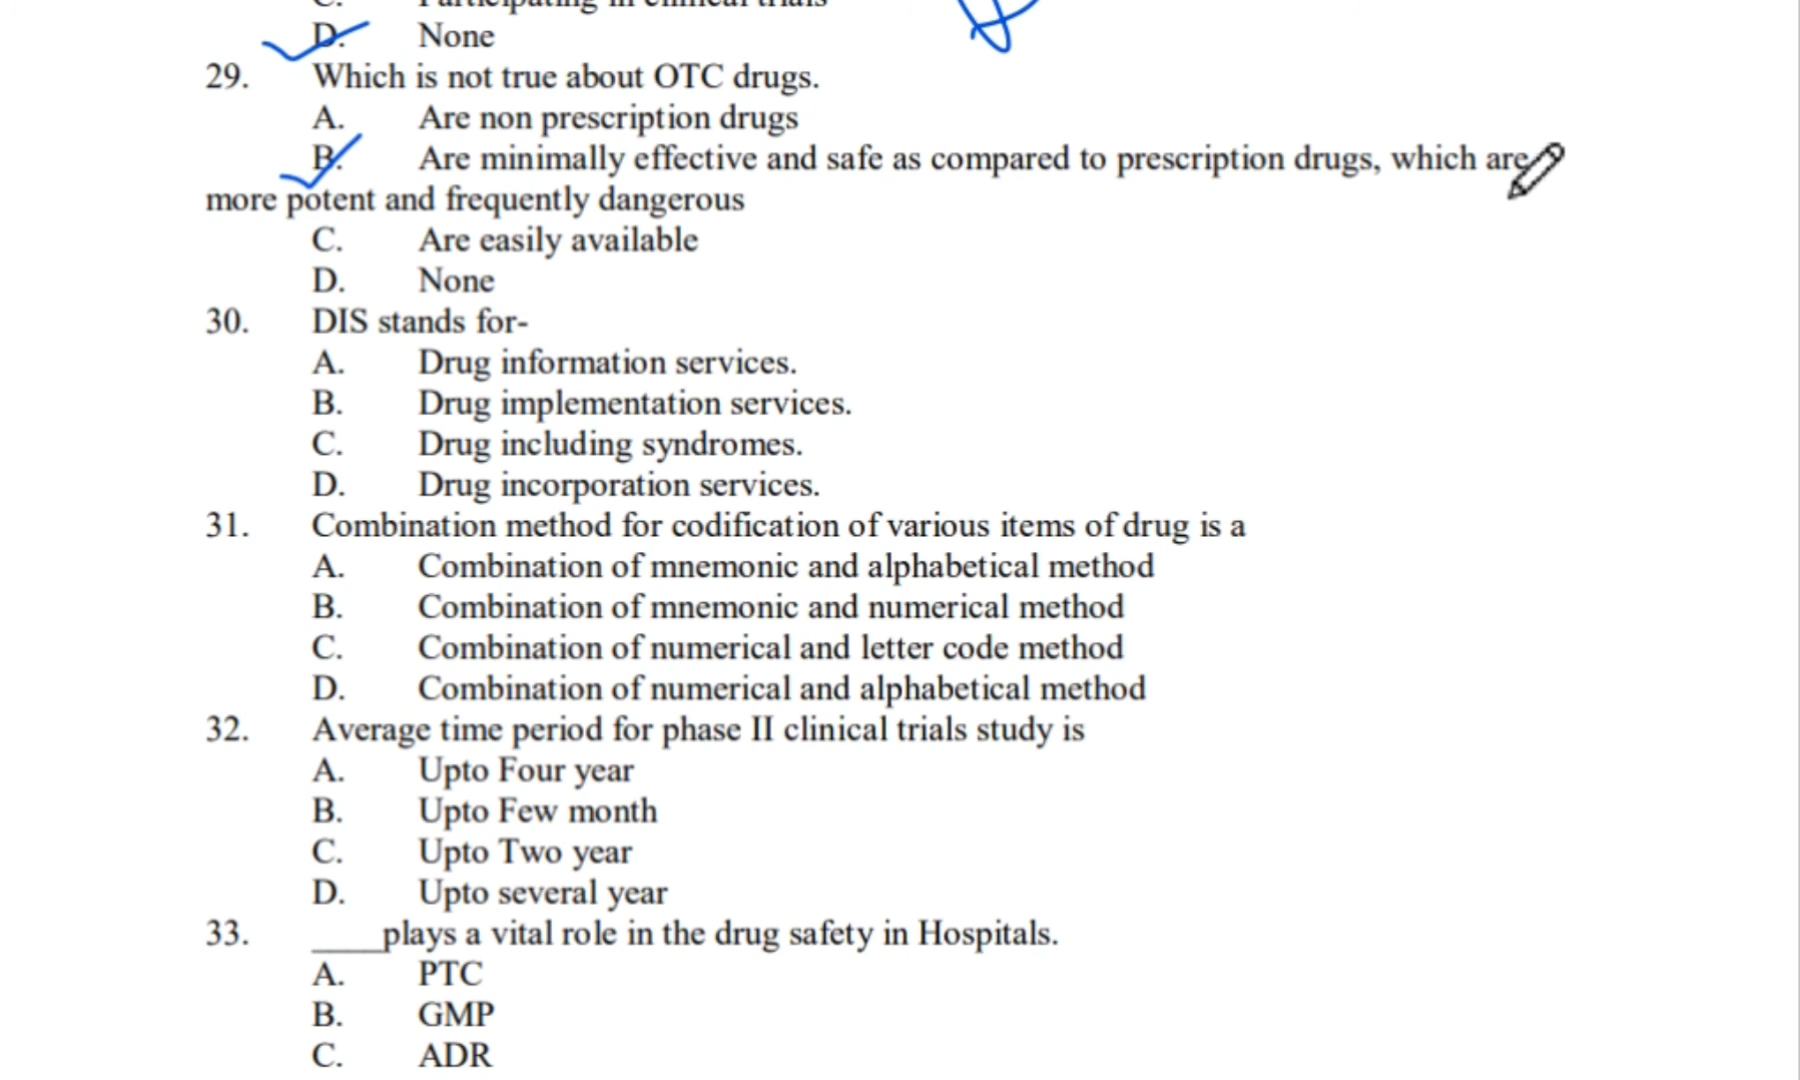 C. Participating in clinical trials
D. None
29. Which is not true about OTC drugs.
A. Are non prescription drugs
B. Are minimally effective and safe as compared to prescription drugs, which are
more potent and frequently dangerous
C. Are easily available
D. None
30. DIS stands for-
A. Drug information services.
B. Drug implementation services.
C. Drug including syndromes.
D. Drug incorporation services.
31. Combination method for codification of various items of drug is a
A. Combination of mnemonic and alphabetical method
B. Combination of mnemonic and numerical method
C. Combination of numerical and letter code method
D. Combination of numerical and alphabetical method
32. Average time period for phase II clinical trials study is
A. Upto Four year
B. Upto Few month
C. Upto Two year
D. Upto several year
33. ____plays a vital role in the drug safety in Hospitals.
A. PTC
B. GMP
C. ADR